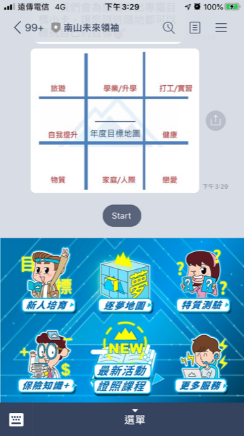 遠傳電信 4G 下午3:29 100%
99+ 南山未來領袖
旅遊 學業/升學 打工/實習
自我提升 年度目標地圖 健康
物質 家庭/人際 戀愛
下午3:29
Start
目標
新人培育
夢
逐夢地圖
特質測驗
保險知識+
NEW
最新活動
證照課程
更多服務
選單